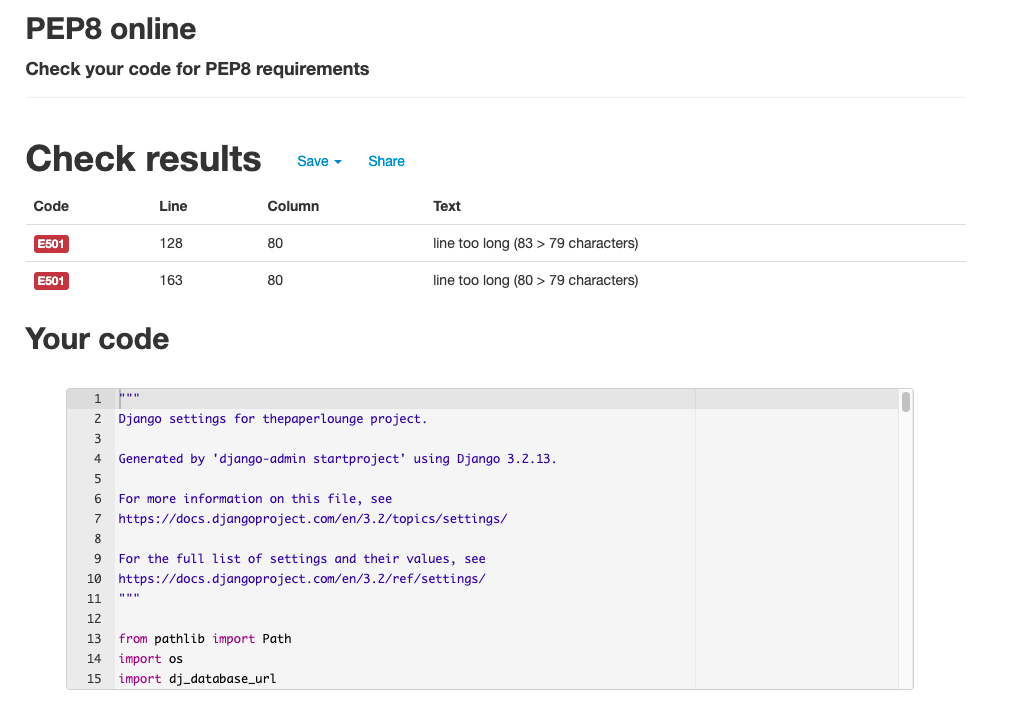 PEP8 online
Check your code for PEP8 requirements
Check results Save Share
Code Line Column Text
E501 128 80 line too long (83 > 79 characters)
E501 163 80 line too long (80 > 79 characters)
Your code
1 """
2 Django settings for thepaperlounge project.
3
4 Generated by 'django-admin startproject' using Django 3.2.13.
5
6 For more information on this file, see
7 https://docs.djangoproject.com/en/3.2/topics/settings/
8
9 For the full list of settings and their values, see
10 https://docs.djangoproject.com/en/3.2/ref/settings/
11 """
12
13 from pathlib import Path
14 import os
15 import dj_database_url